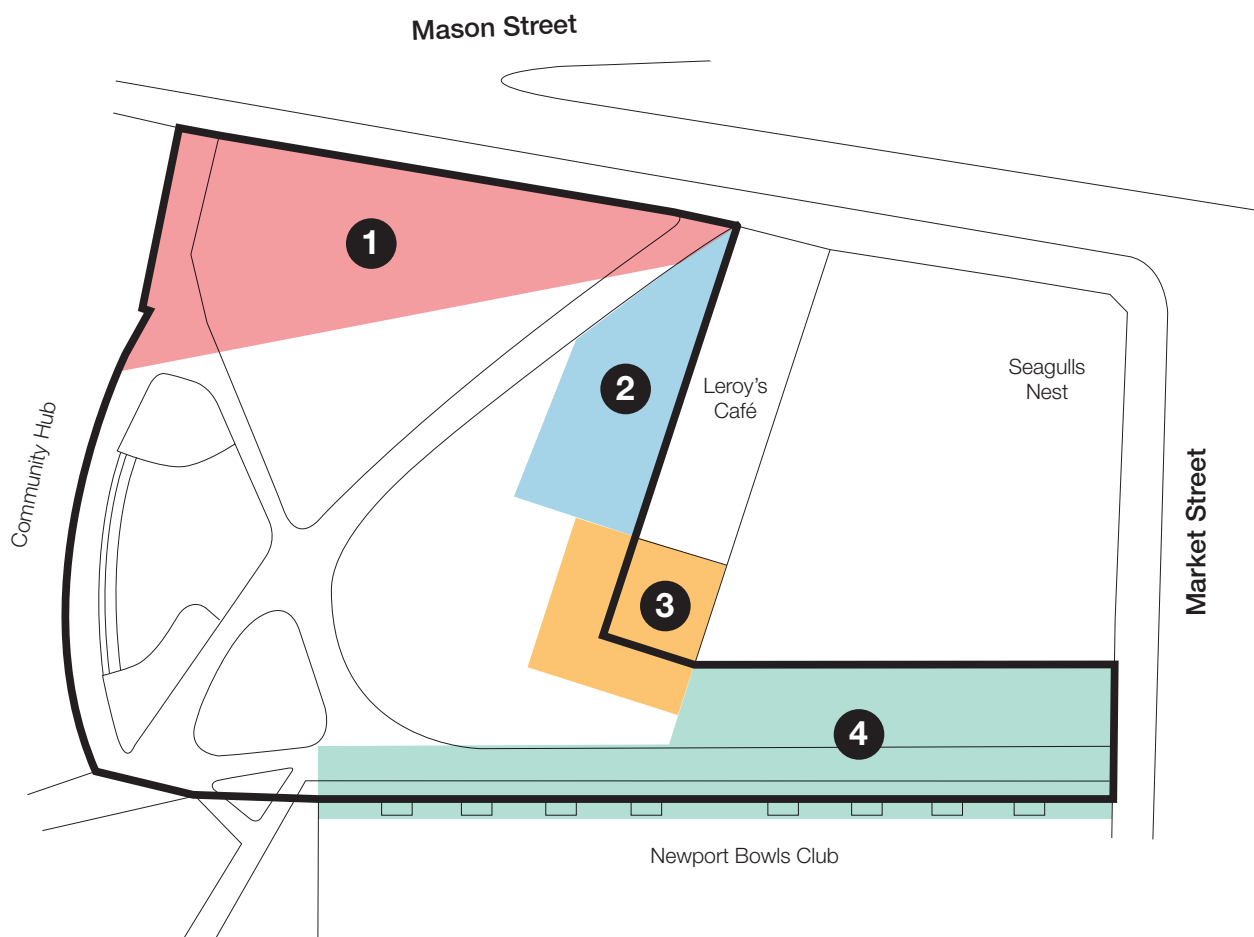 Mason Street
1
2
Leroy's
Café
Seagulls
Nest
Community Hub
Market Street
3
4
Newport Bowls Club